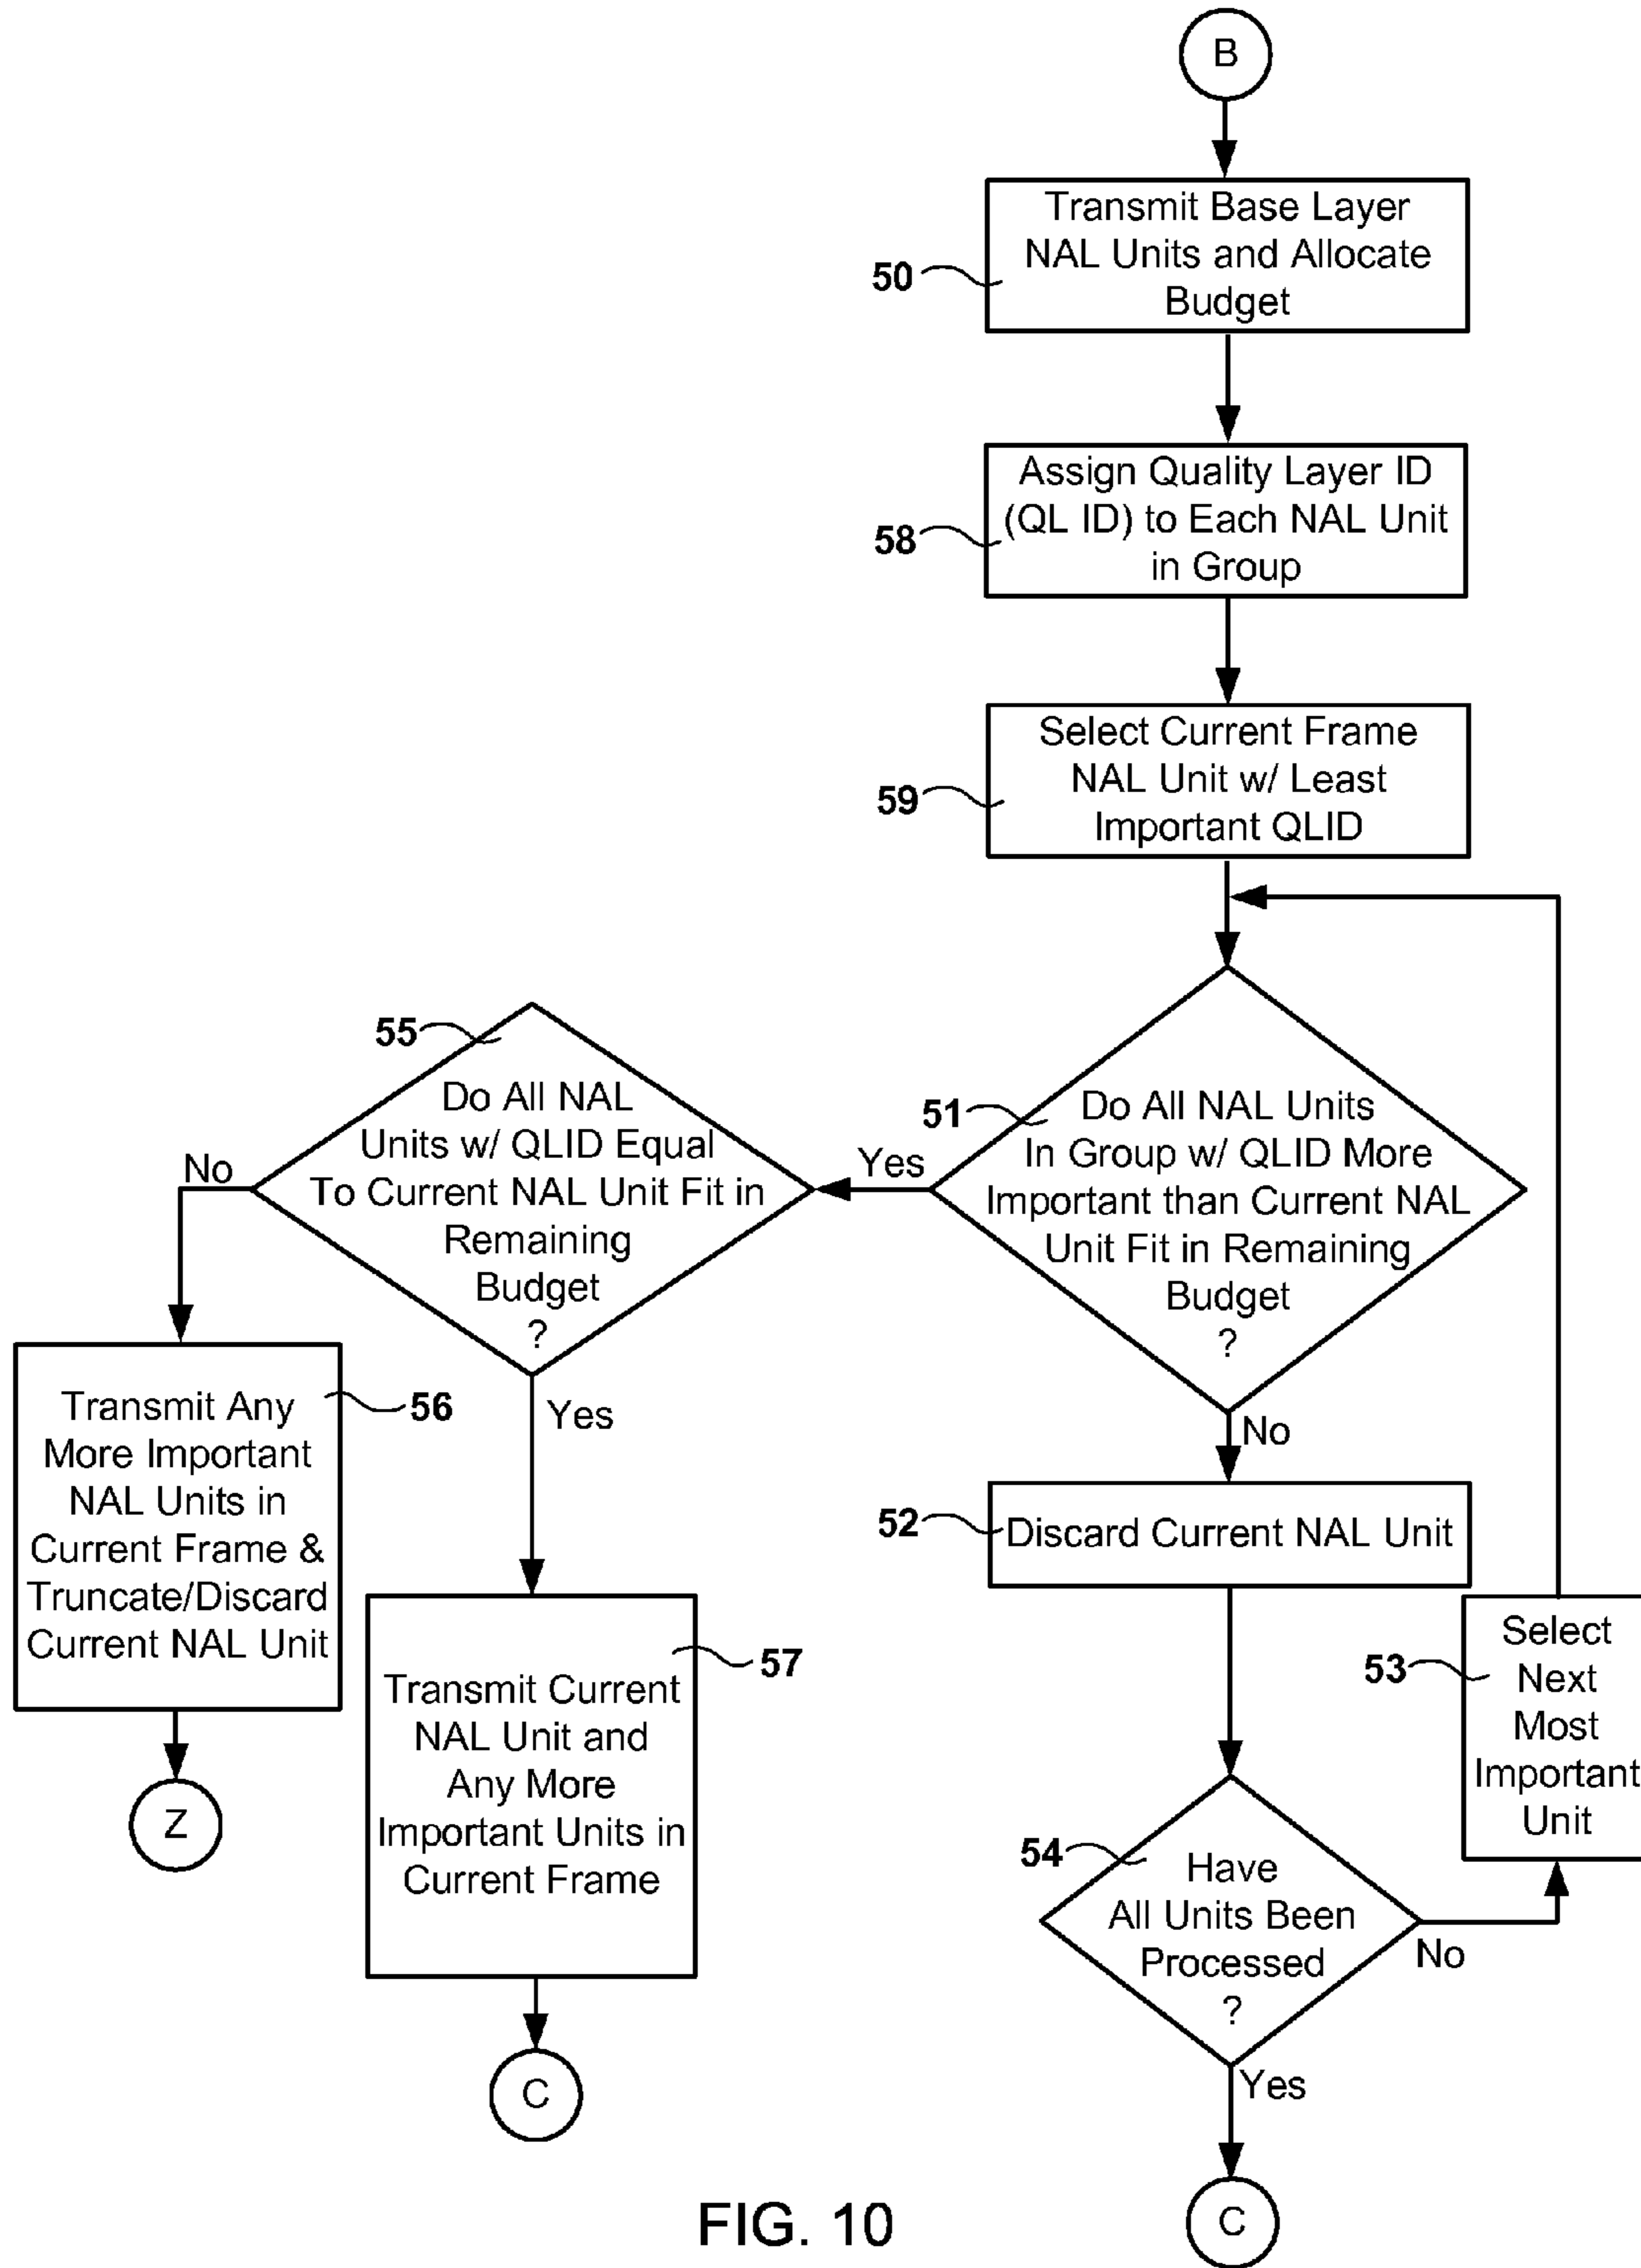 B
Transmit Base Layer
NAL Units and Allocate
Budget
50
Assign Quality Layer ID
(QL ID) to Each NAL Unit
in Group
58
Select Current Frame
NAL Unit w/ Least
Important QLID
59
55
Do All NAL
Units w/ QLID Equal
To Current NAL Unit Fit in
Remaining
Budget
?
No
Yes
51
Do All NAL Units
In Group w/ QLID More
Important than Current NAL
Unit Fit in Remaining
Budget
?
Yes
No
Transmit Any
More Important
NAL Units in
Current Frame &
Truncate/Discard
Current NAL Unit
56
Z
Transmit Current
NAL Unit and
Any More
Important Units in
Current Frame
57
C
52
Discard Current NAL Unit
53
Select
Next
Most
Important
Unit
54
Have
All Units Been
Processed
?
No
Yes
C
FIG. 10